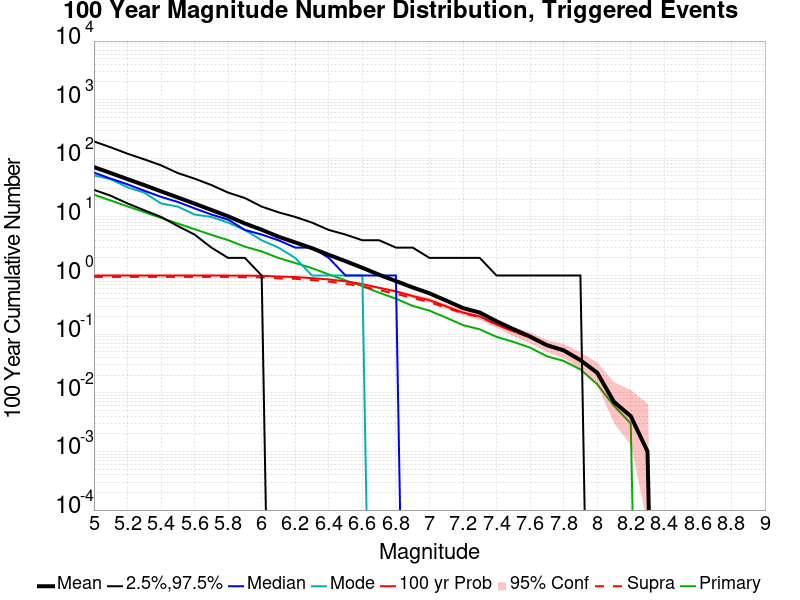 100 Year Magnitude Number Distribution, Triggered Events
10^4
10^3
10^2
10^1
10^0
10^-1
10^-2
10^-3
10^-4
100 Year Cumulative Number
5 5.2 5.4 5.6 5.8 6 6.2 6.4 6.6 6.8 7 7.2 7.4 7.6 7.8 8 8.2 8.4 8.6 8.8 9
Magnitude
Mean 2.5%,97.5% Median Mode 100 yr Prob 95% Conf Supra Primary